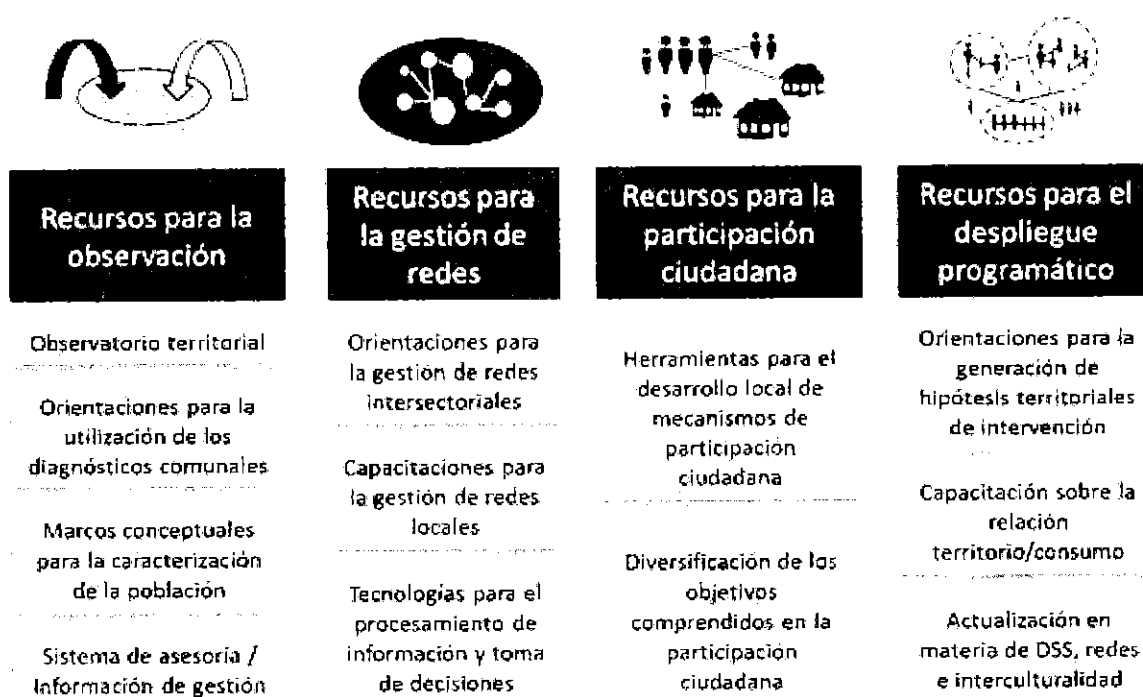 Recursos para la
observación
Observatorio territorial
Orientaciones para la
utilización de los
diagnósticos comunales
Marcos conceptuales
para la caracterización
de la población
Sistema de asesoría /
Información de gestión
Recursos para
la gestión de
redes
Orientaciones para
la gestión de redes
intersectoriales
Capacitaciones para
la gestión de redes
locales
Tecnologías para el
procesamiento de
información y toma
de decisiones
Recursos para la
participación
ciudadana
Herramientas para el
desarrollo local de
mecanismos de
participación
ciudadana
Diversificación de los
objetivos
comprendidos en la
participación
ciudadana
Recursos para el
despliegue
programático
Orientaciones para la
generación de
hipótesis territoriales
de intervención
Capacitación sobre la
relación
territorio/consumo
Actualización en
materia de DSS, redes
e interculturalidad